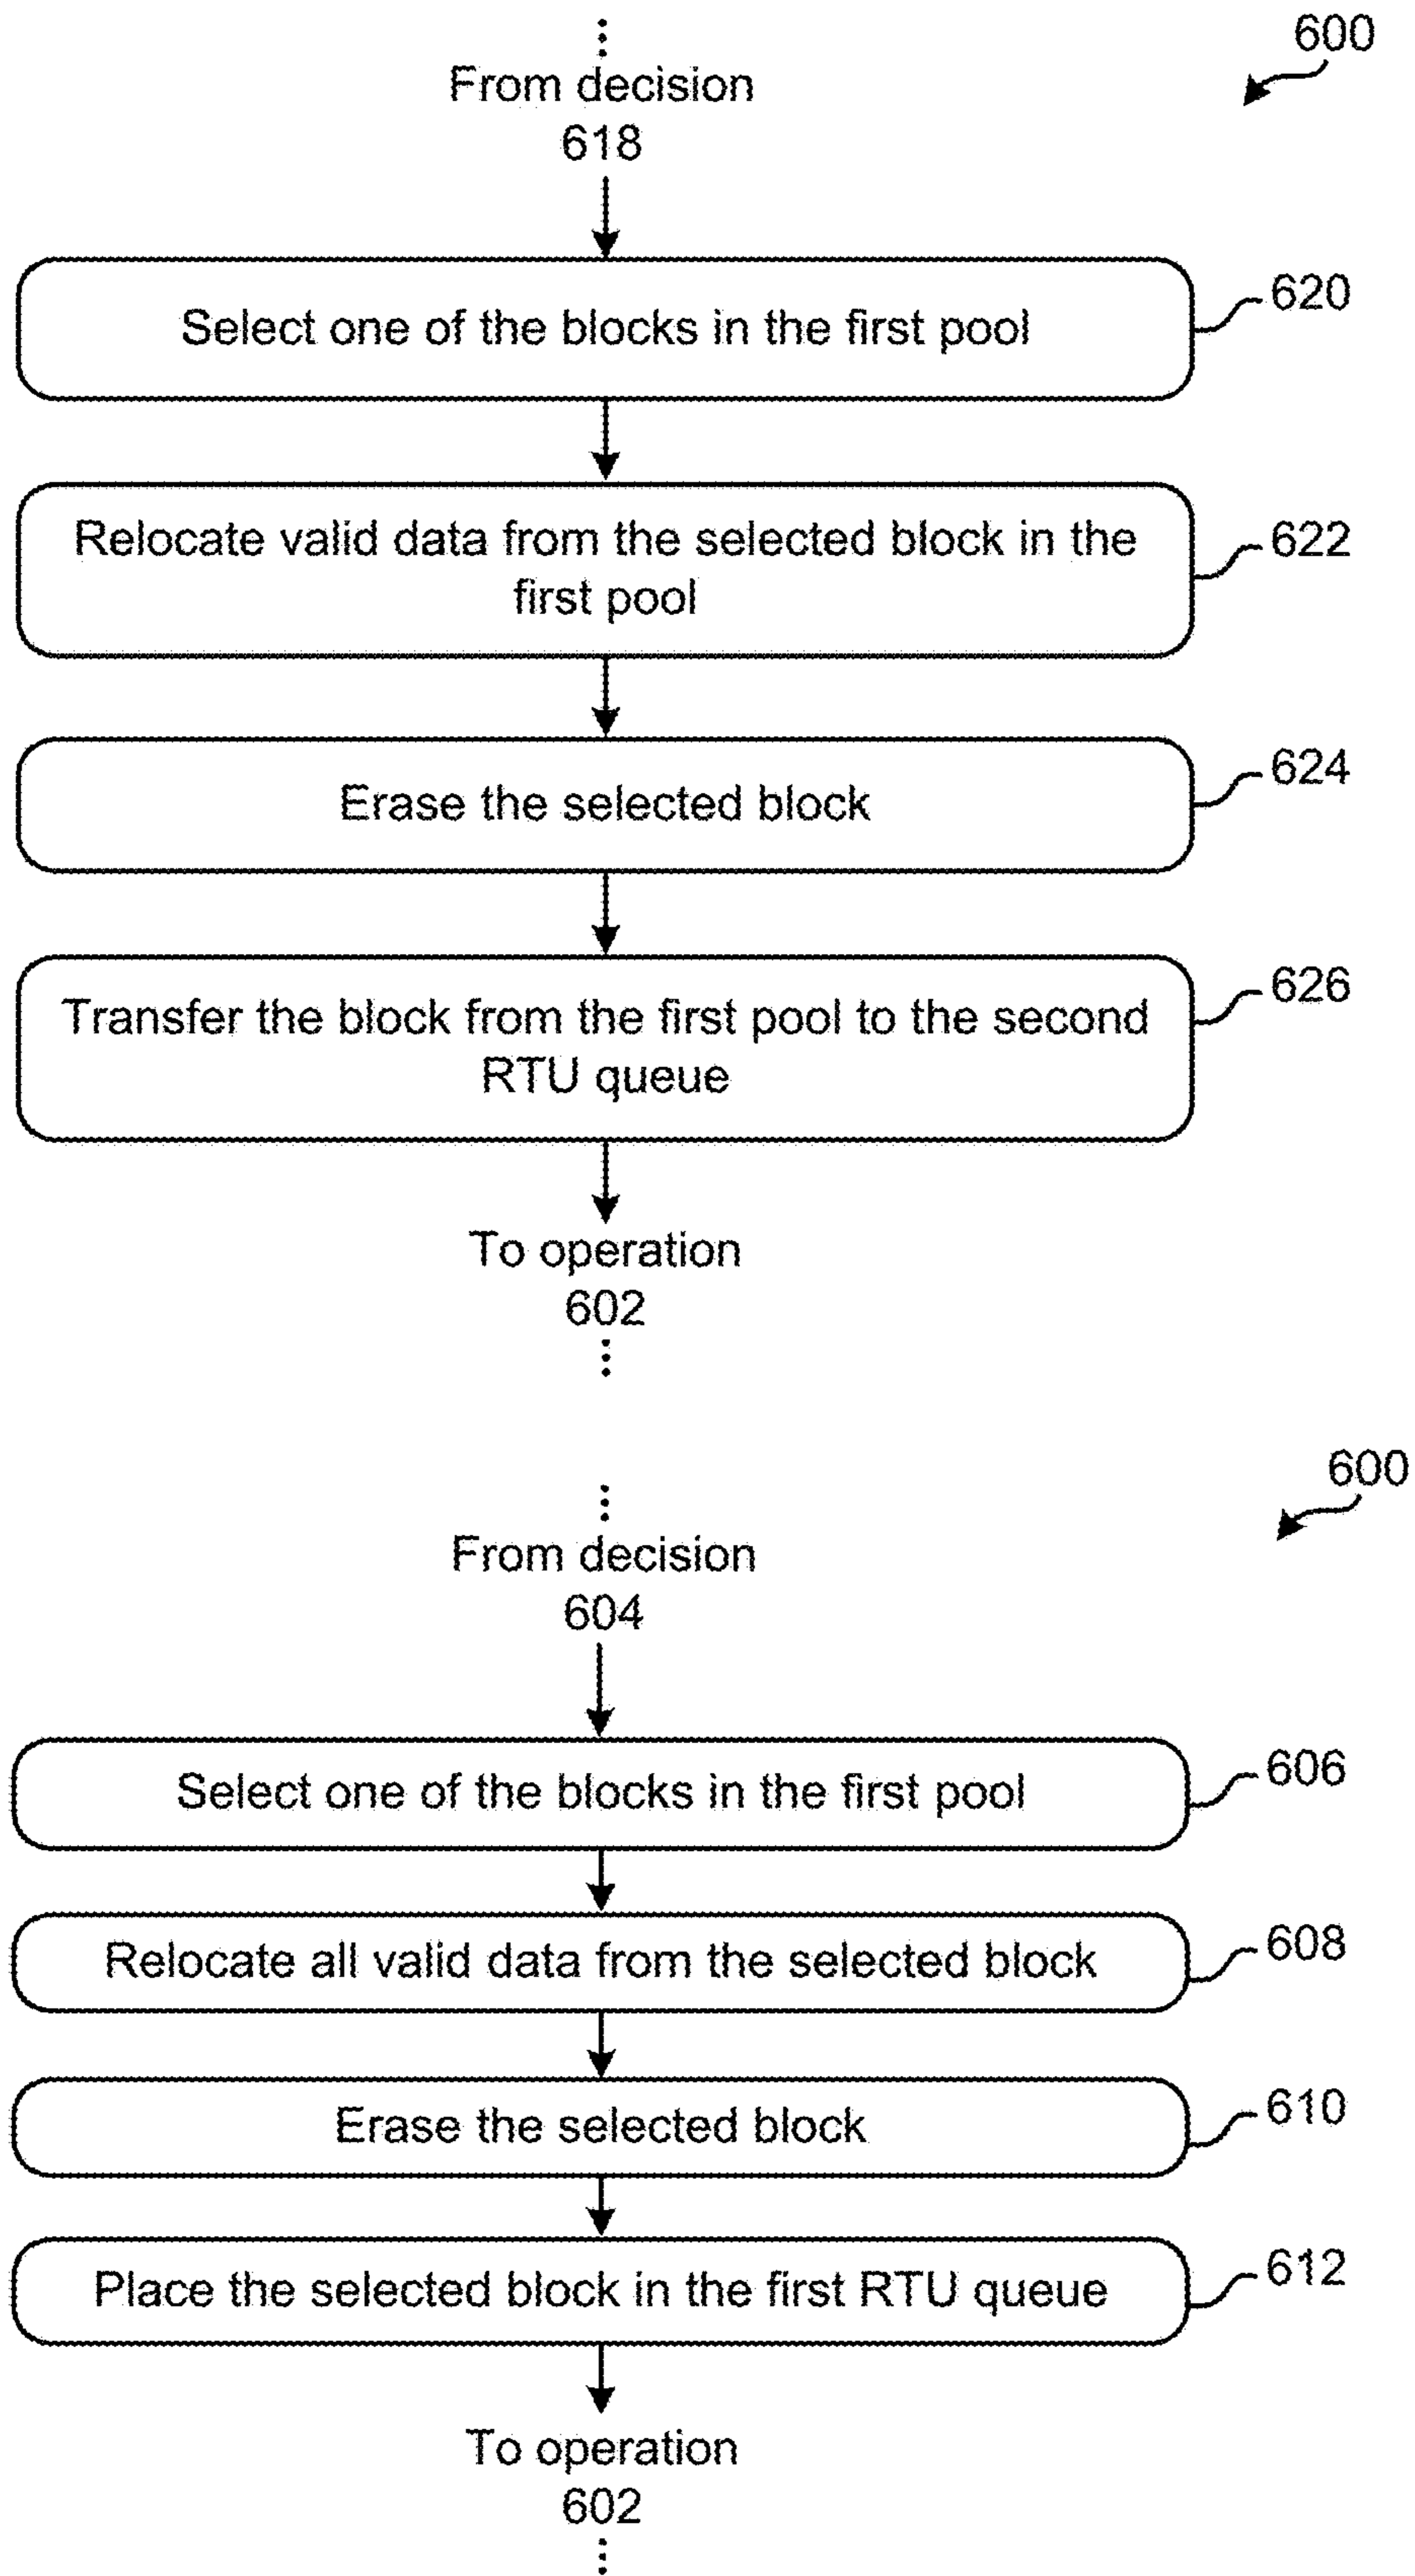 600
From decision
618
Select one of the blocks in the first pool
620
Relocate valid data from the selected block in the
first pool
622
Erase the selected block
624
Transfer the block from the first pool to the second
RTU queue
626
To operation
602
600
From decision
604
Select one of the blocks in the first pool
606
Relocate all valid data from the selected block
608
Erase the selected block
610
Place the selected block in the first RTU queue
612
To operation
602